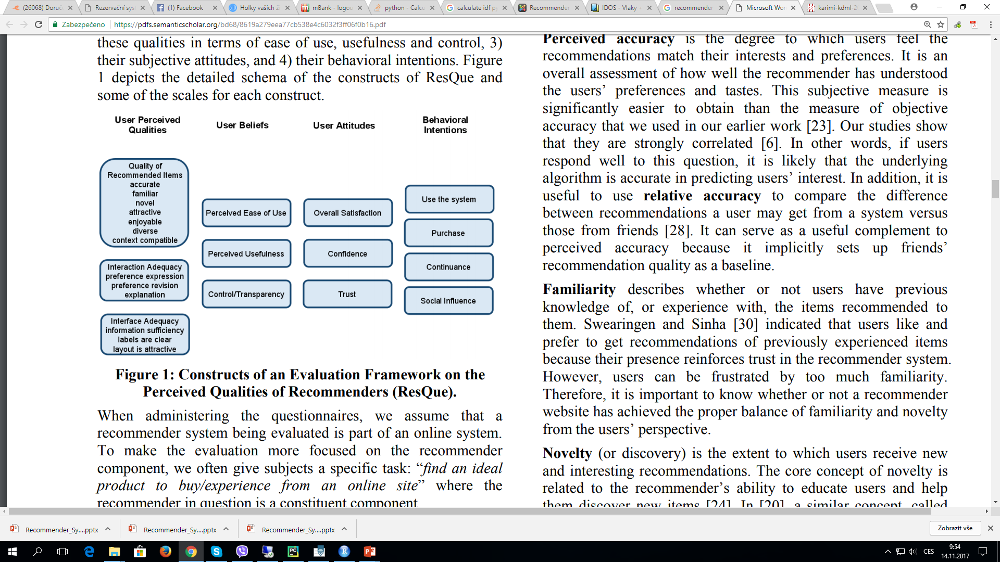 (26068) Doruč
Rezervační sys
(1) Facebook
Holky vašich ž
mBank - logou
python - Calcu
calculate idf p
Recommender
IDOS - Vlaky
recommender
Microsoft Wor
karimi-kdml-2
Zabezpečeno
https://pdfs.semanticscholar.org/bd68/8619a279eea77cb538e4c6032f3ff06f0b16.pdf
these qualities in terms of ease of use, usefulness and control, 3)
their subjective attitudes, and 4) their behavioral intentions. Figure
1 depicts the detailed schema of the constructs of ResQue and
some of the scales for each construct.
User Perceived
Qualities
User Beliefs
User Attitudes
Behavioral
Intentions
Quality of
Recommended Items
accurate
familiar
novel
attractive
enjoyable
diverse
context compatible
Interaction Adequacy
preference expression
preference revision
explanation
Interface Adequacy
information sufficiency
labels are clear
layout is attractive
Perceived Ease of Use
Perceived Usefulness
Control/Transparency
Overall Satisfaction
Confidence
Trust
Use the system
Purchase
Continuance
Social Influence
Figure 1: Constructs of an Evaluation Framework on the
Perceived Qualities of Recommenders (ResQue).
When administering the questionnaires, we assume that a
recommender system being evaluated is part of an online system.
To make the evaluation more focused on the recommender
component, we often give subjects a specific task: “find an ideal
product to buy/experience from an online site” where the
recommender in question is a constituent component
Perceived accuracy is the degree to which users feel the
recommendations match their interests and preferences. It is an
overall assessment of how well the recommender has understood
the users’ preferences and tastes. This subjective measure is
significantly easier to obtain than the measure of objective
accuracy that we used in our earlier work [23]. Our studies show
that they are strongly correlated [6]. In other words, if users
respond well to this question, it is likely that the underlying
algorithm is accurate in predicting users’ interest. In addition, it is
useful to use relative accuracy to compare the difference
between recommendations a user may get from a system versus
those from friends [28]. It can serve as a useful complement to
perceived accuracy because it implicitly sets up friends’
recommendation quality as a baseline.
Familiarity describes whether or not users have previous
knowledge of, or experience with, the items recommended to
them. Swearingen and Sinha [30] indicated that users like and
prefer to get recommendations of previously experienced items
because their presence reinforces trust in the recommender system.
However, users can be frustrated by too much familiarity.
Therefore, it is important to know whether or not a recommender
website has achieved the proper balance of familiarity and novelty
from the users’ perspective.
Novelty (or discovery) is the extent to which users receive new
and interesting recommendations. The core concept of novelty is
related to the recommender’s ability to educate users and help
them discover new items [24]. In [20], a similar concept, called
Recommender_Sy....pptx
Recommender_Sy....pptx
Recommender_Sy....pptx
Zobrazit vše
CES
9:54
14.11.2017